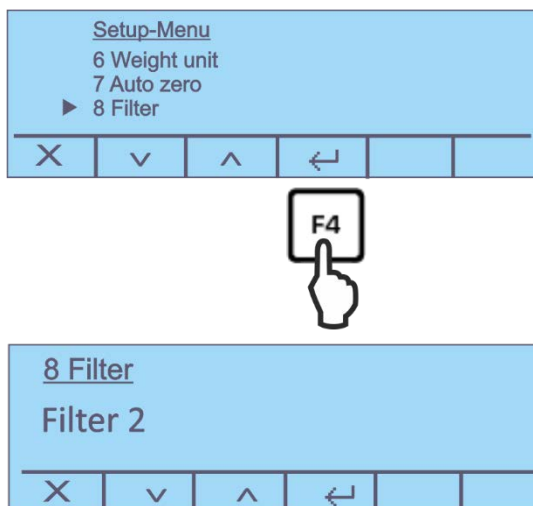 Setup-Menu
6 Weight unit
7 Auto zero
► 8 Filter
F4
8 Filter
Filter 2